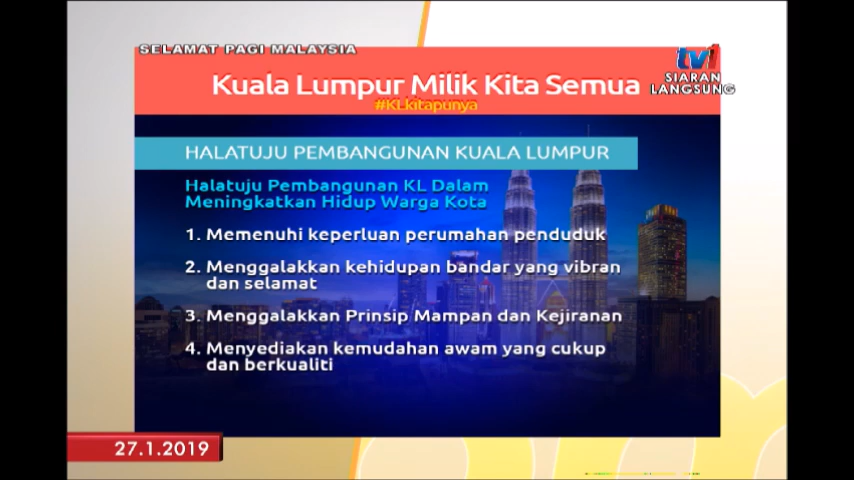 SELAMAT PAGI MALAYSIA
tv1
SIARAN
LANGSUNG
Kuala Lumpur Milik Kita Semua
#KLkitapunya
HALATUJU PEMBANGUNAN KUALA LUMPUR
Halatuju Pembangunan KL Dalam
Meningkatkan Hidup Warga Kota
1. Memenuhi keperluan perumahan penduduk
2. Menggalakkan kehidupan bandar yang vibran
dan selamat
3. Menggalakkan Prinsip Mampan dan Kejiranan
4. Menyediakan kemudahan awam yang cukup
dan berkualiti
27.1.2019